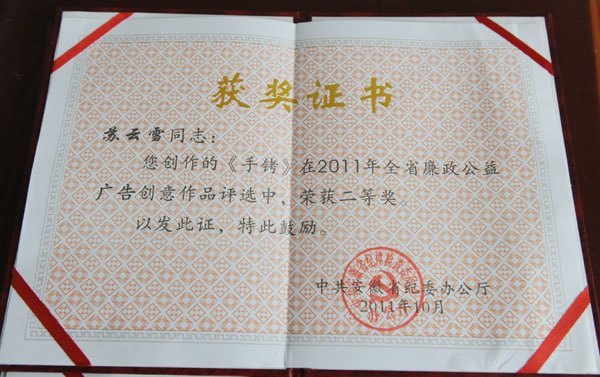 获奖证书
苏云雪同志：
您创作的《手铐》在2011年全省廉政公益
广告创意作品评选中，荣获二等奖。
以发此证，特此鼓励。
中共安徽省纪委办公厅
2011年10月